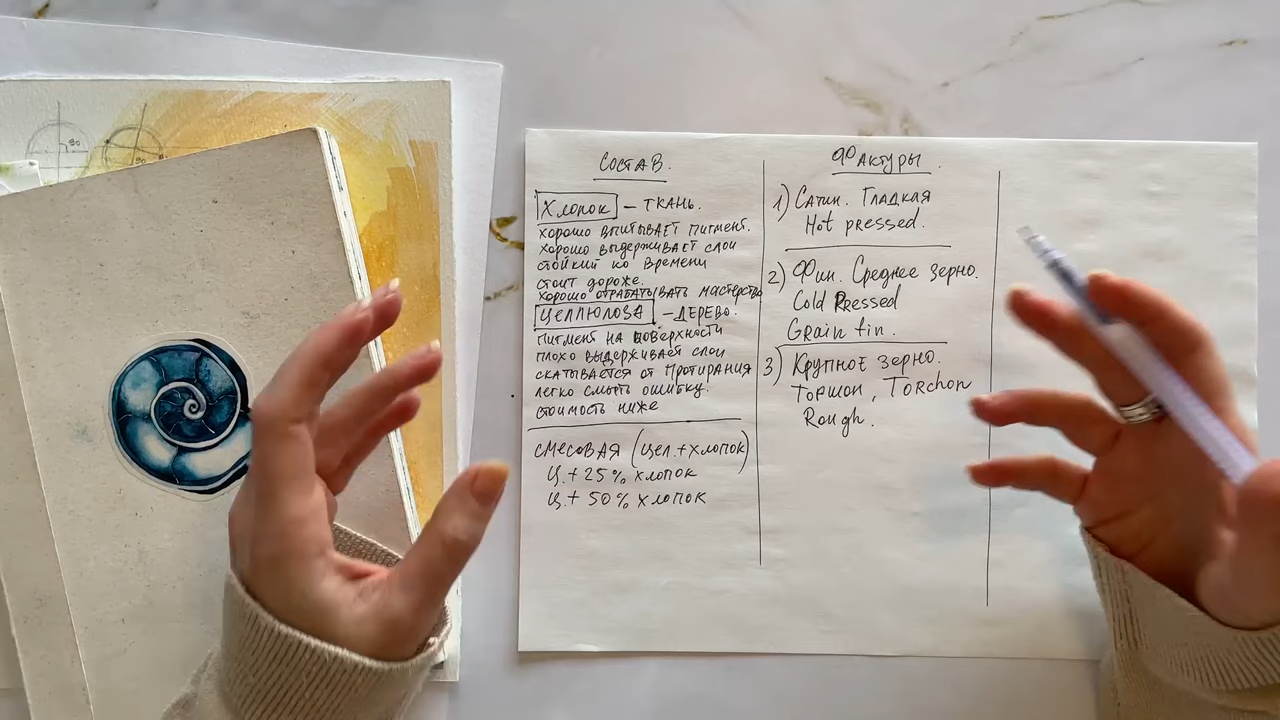 СОСТАВ.
Хлопок – ТКАНЬ.
хорошо впитывает пигмент.
хорошо выдерживает слои
стойкий ко времени
стоит дороже.
хорошо отрабатывать мастерство
ЦЕЛЛЮЛОЗА – ДЕРЕВО.
пигмент на поверхности
плохо выдерживает слои
скатывается от протирания
легко смыть ошибку.
стоимость ниже
СМЕСОВАЯ (цел.+хлопок)
Ц.+ 25% хлопок
Ц.+ 50% хлопок
ФАКТУРЫ.
1) Сатин. Гладкая
Hot pressed.
2) Фин. Среднее зерно.
Cold Pressed
Grain fin.
3) Крупное зерно.
Торшон, Torchon
Rough.
80
80